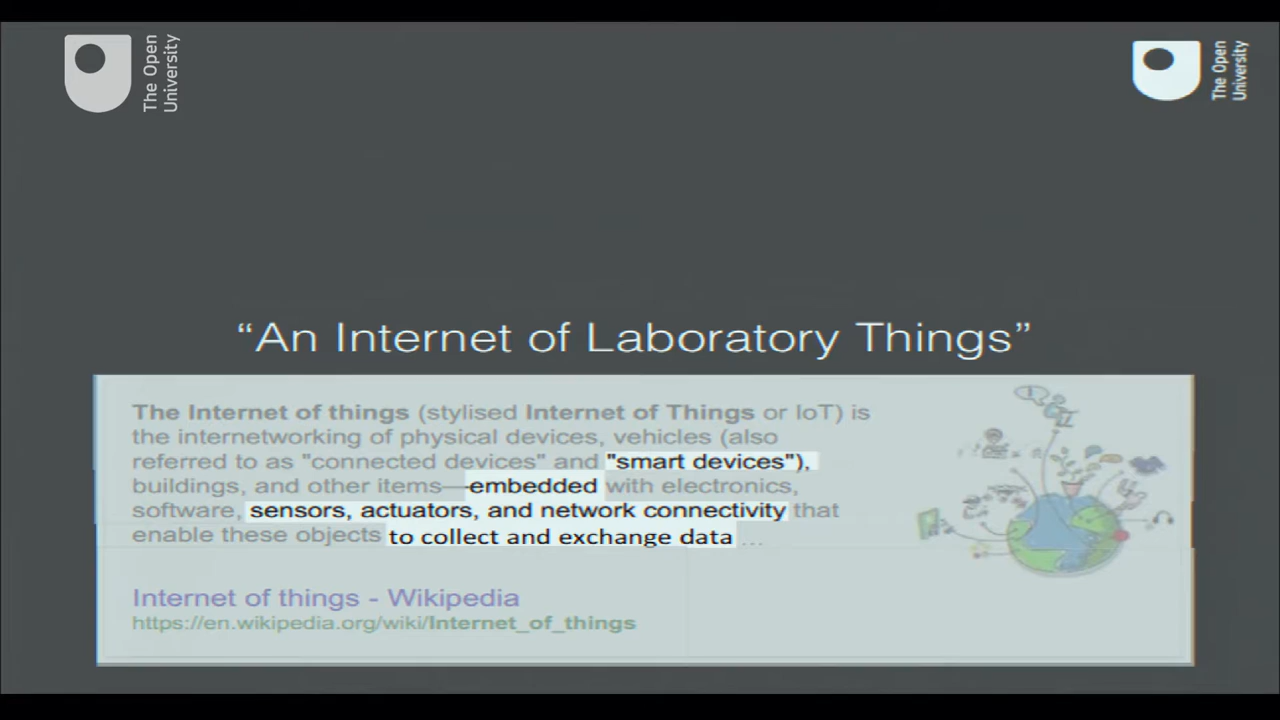 The Open
University
The Open
University
“An Internet of Laboratory Things”
The Internet of things (stylised Internet of Things or IoT) is
the internetworking of physical devices, vehicles (also
referred to as "connected devices" and "smart devices"),
buildings, and other items—embedded with electronics,
software, sensors, actuators, and network connectivity that
enable these objects to collect and exchange data ...
Internet of things - Wikipedia
https://en.wikipedia.org/wiki/Internet_of_things